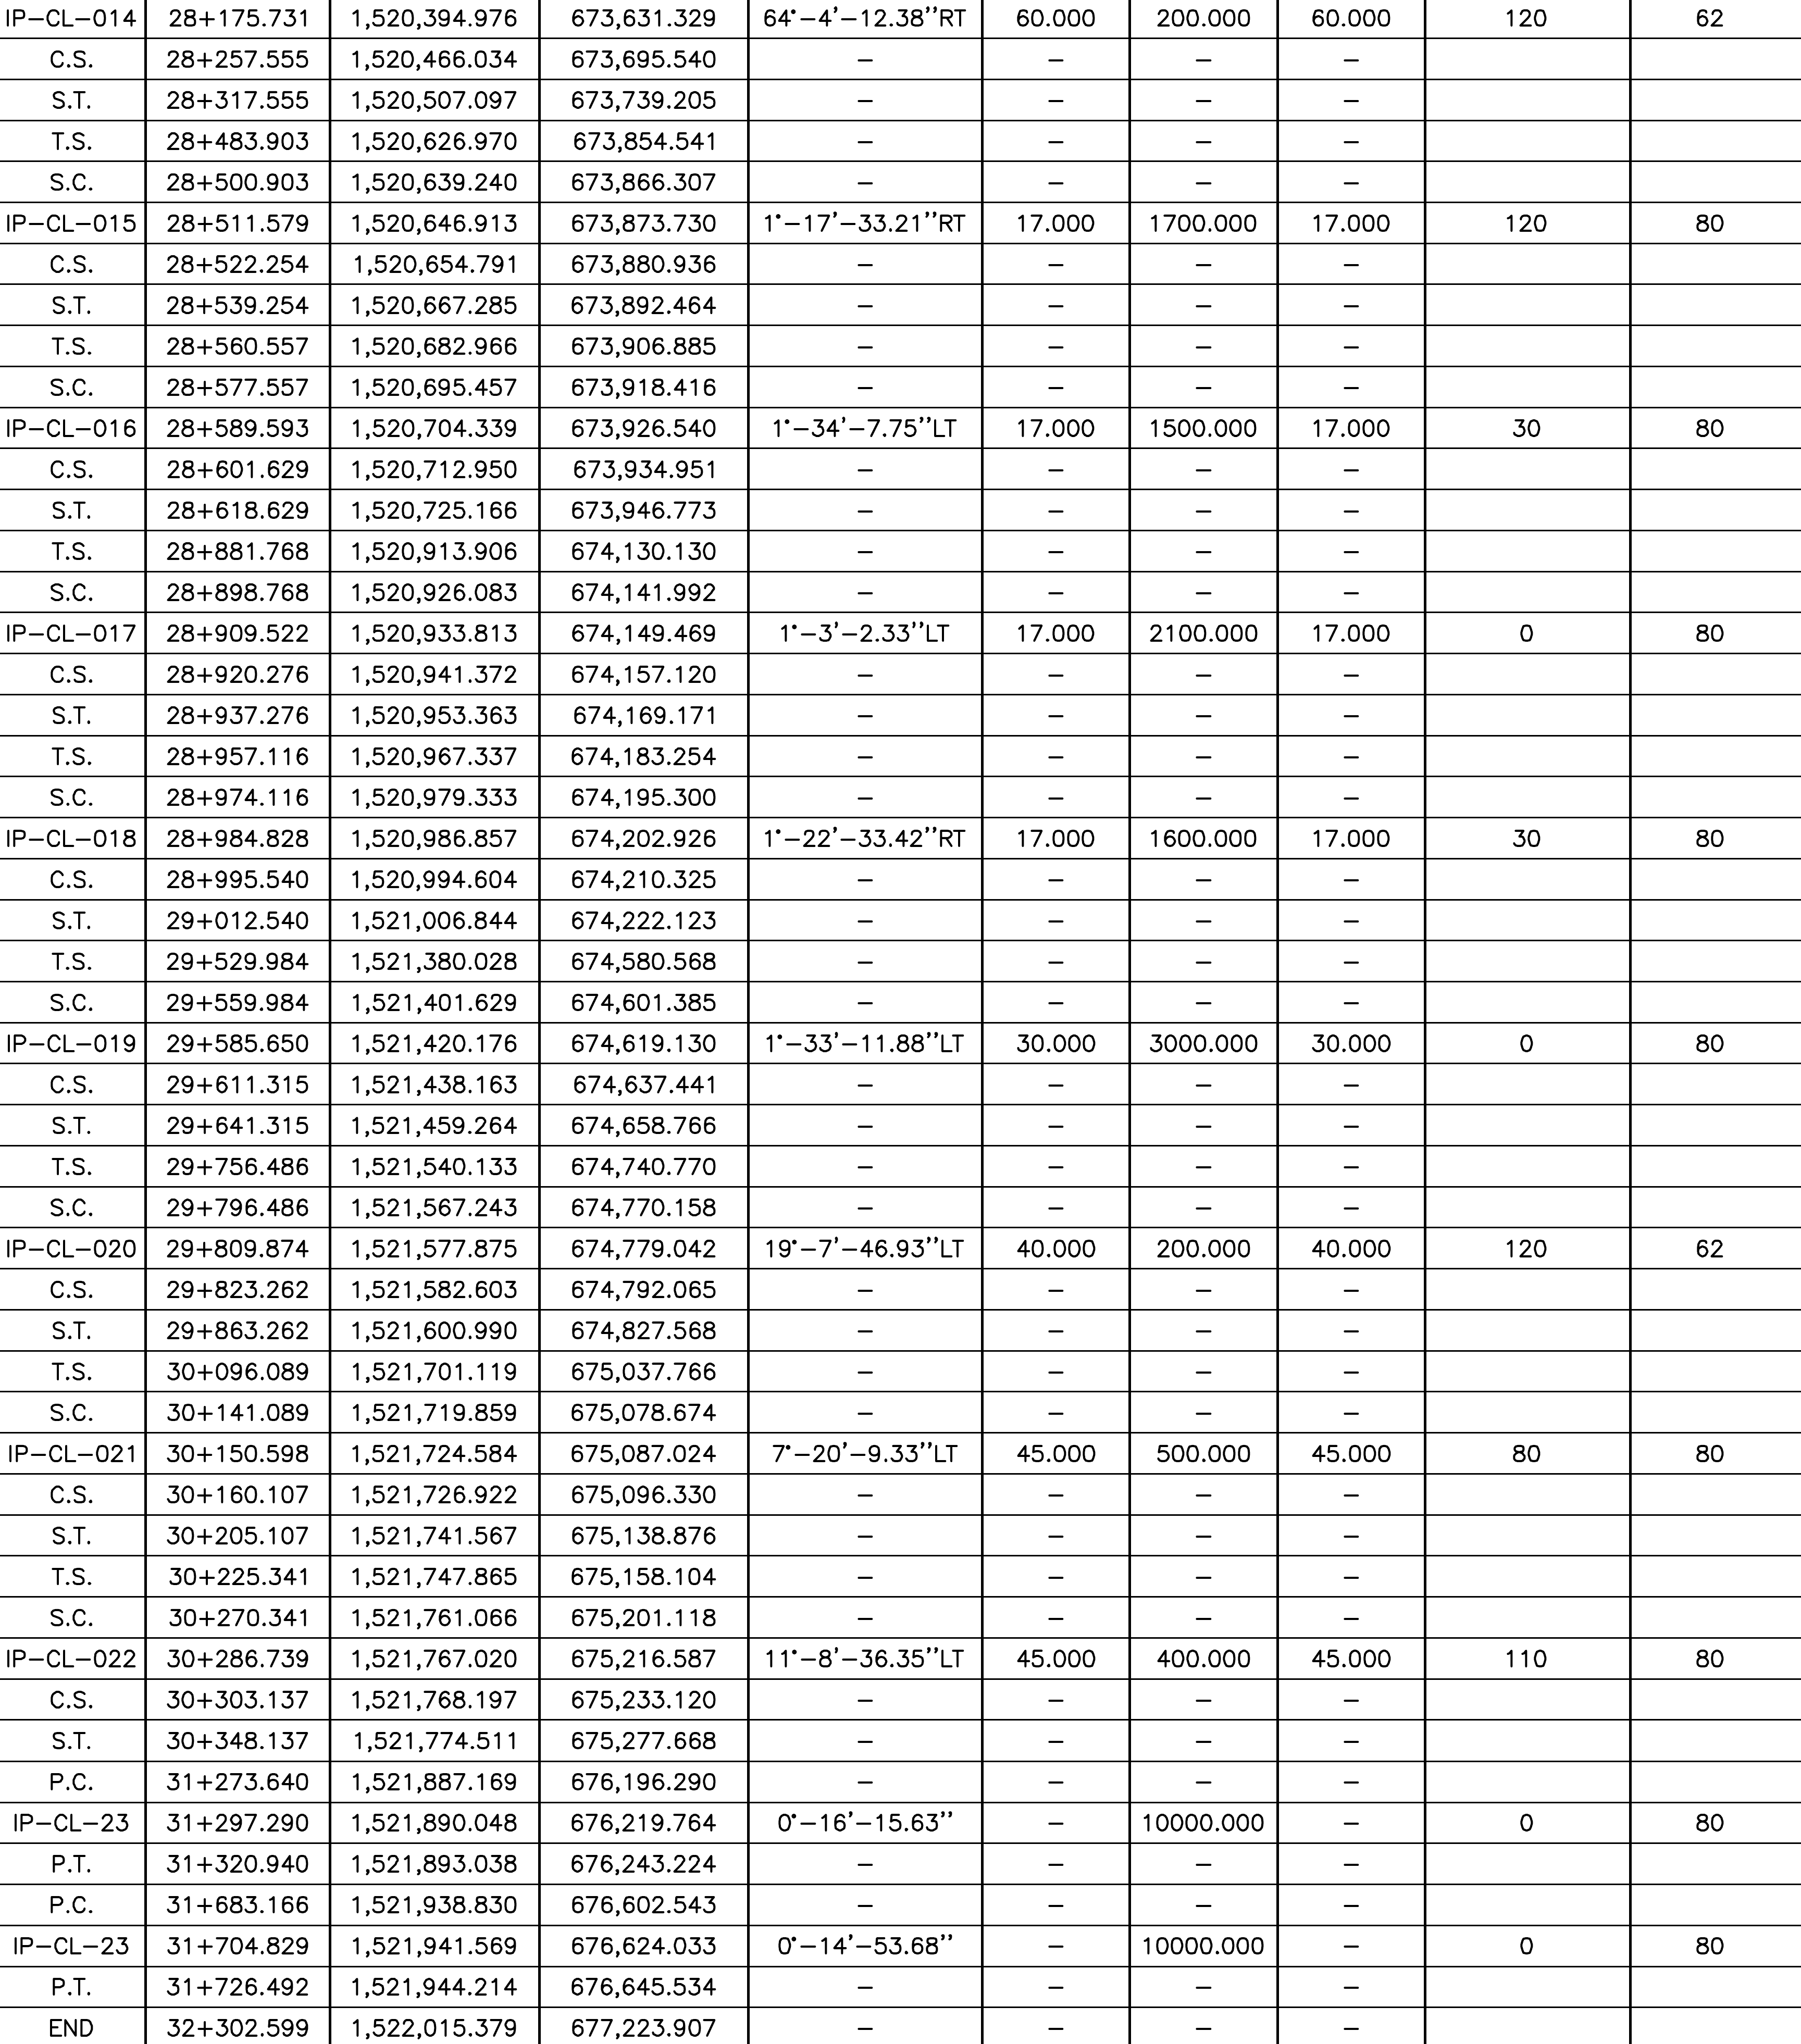 IP-CL-014 28+175.731 1,520,394.976 673,631.329 64°-4'-12.38''RT 60.000 200.000 60.000 120 62
C.S. 28+257.555 1,520,466.034 673,695.540 - - - -
S.T. 28+317.555 1,520,507.097 673,739.205 - - - -
T.S. 28+483.903 1,520,626.970 673,854.541 - - - -
S.C. 28+500.903 1,520,639.240 673,866.307 - - - -
IP-CL-015 28+511.579 1,520,646.913 673,873.730 1°-17'-33.21''RT 17.000 1700.000 17.000 120 80
C.S. 28+522.254 1,520,654.791 673,880.936 - - - -
S.T. 28+539.254 1,520,667.285 673,892.464 - - - -
T.S. 28+560.557 1,520,682.966 673,906.885 - - - -
S.C. 28+577.557 1,520,695.457 673,918.416 - - - -
IP-CL-016 28+589.593 1,520,704.339 673,926.540 1°-34'-7.75''LT 17.000 1500.000 17.000 30 80
C.S. 28+601.629 1,520,712.950 673,934.951 - - - -
S.T. 28+618.629 1,520,725.166 673,946.773 - - - -
T.S. 28+881.768 1,520,913.906 674,130.130 - - - -
S.C. 28+898.768 1,520,926.083 674,141.992 - - - -
IP-CL-017 28+909.522 1,520,933.813 674,149.469 1°-3'-2.33''LT 17.000 2100.000 17.000 0 80
C.S. 28+920.276 1,520,941.372 674,157.120 - - - -
S.T. 28+937.276 1,520,953.363 674,169.171 - - - -
T.S. 28+957.116 1,520,967.337 674,183.254 - - - -
S.C. 28+974.116 1,520,979.333 674,195.300 - - - -
IP-CL-018 28+984.828 1,520,986.857 674,202.926 1°-22'-33.42''RT 17.000 1600.000 17.000 30 80
C.S. 28+995.540 1,520,994.604 674,210.325 - - - -
S.T. 29+012.540 1,521,006.844 674,222.123 - - - -
T.S. 29+529.984 1,521,380.028 674,580.568 - - - -
S.C. 29+559.984 1,521,401.629 674,601.385 - - - -
IP-CL-019 29+585.650 1,521,420.176 674,619.130 1°-33'-11.88''LT 30.000 3000.000 30.000 0 80
C.S. 29+611.315 1,521,438.163 674,637.441 - - - -
S.T. 29+641.315 1,521,459.264 674,658.766 - - - -
T.S. 29+756.486 1,521,540.133 674,740.770 - - - -
S.C. 29+796.486 1,521,567.243 674,770.158 - - - -
IP-CL-020 29+809.874 1,521,577.875 674,779.042 19°-7'-46.93''LT 40.000 200.000 40.000 120 62
C.S. 29+823.262 1,521,582.603 674,792.065 - - - -
S.T. 29+863.262 1,521,600.990 674,827.568 - - - -
T.S. 30+096.089 1,521,701.119 675,037.766 - - - -
S.C. 30+141.089 1,521,719.859 675,078.674 - - - -
IP-CL-021 30+150.598 1,521,724.584 675,087.024 7°-20'-9.33''LT 45.000 500.000 45.000 80 80
C.S. 30+160.107 1,521,726.922 675,096.330 - - - -
S.T. 30+205.107 1,521,741.567 675,138.876 - - - -
T.S. 30+225.341 1,521,747.865 675,158.104 - - - -
S.C. 30+270.341 1,521,761.066 675,201.118 - - - -
IP-CL-022 30+286.739 1,521,767.020 675,216.587 11°-8'-36.35''LT 45.000 400.000 45.000 110 80
C.S. 30+303.137 1,521,768.197 675,233.120 - - - -
S.T. 30+348.137 1,521,774.511 675,277.668 - - - -
P.C. 31+273.640 1,521,887.169 676,196.290 - - - -
IP-CL-23 31+297.290 1,521,890.048 676,219.764 0°-16'-15.63'' - 10000.000 - 0 80
P.T. 31+320.940 1,521,893.038 676,243.224 - - - -
P.C. 31+683.166 1,521,938.830 676,602.543 - - - -
IP-CL-23 31+704.829 1,521,941.569 676,624.033 0°-14'-53.68'' - 10000.000 - 0 80
P.T. 31+726.492 1,521,944.214 676,645.534 - - - -
END 32+302.599 1,522,015.379 677,223.907 - - - -